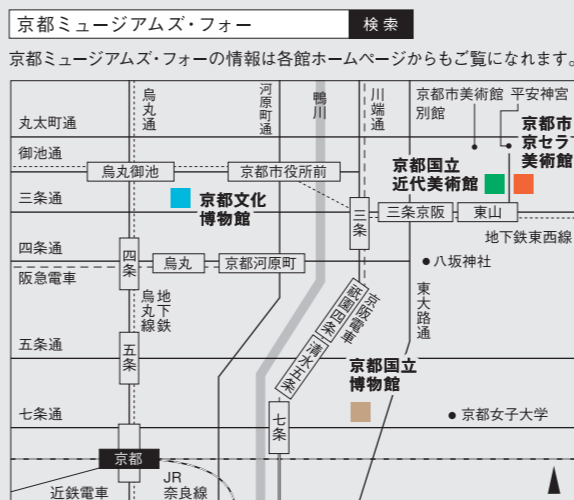 京都ミュージアムズ・フォー 検索
京都ミュージアムズ・フォーの情報は各館ホームページからもご覧になれます。
烏丸通
河原町通
鴨川
川端通
京都市美術館
別館
平安神宮
丸太町通
京都市
京セラ
美術館
御池通
烏丸御池
京都市役所前
京都国立
近代美術館
京都文化
博物館
三条通
三条
三条京阪
東山
地下鉄東西線
四条通
四条
烏丸
京都河原町
八坂神社
阪急電車
地下鉄
烏丸線
京阪電車
祇園四条
東大路通
五条通
五条
清水五条
京都国立
博物館
七条通
七条
京都女子大学
京都
近鉄電車
JR
奈良線